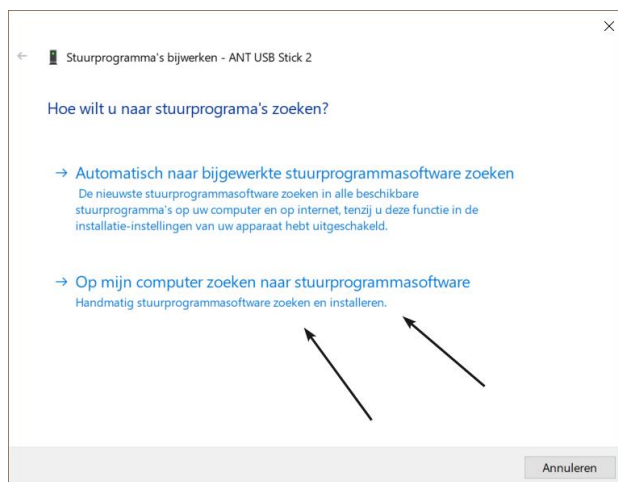 Stuurprogramma's bijwerken - ANT USB Stick 2
Hoe wilt u naar stuurprograma's zoeken?
Automatisch naar bijgewerkte stuurprogrammasoftware zoeken
De nieuwste stuurprogrammasoftware zoeken in alle beschikbare
stuurprogramma's op uw computer en op internet, tenzij u deze functie in de
installatie-instellingen van uw apparaat hebt uitgeschakeld.
Op mijn computer zoeken naar stuurprogrammasoftware
Handmatig stuurprogrammasoftware zoeken en installeren.
Annuleren